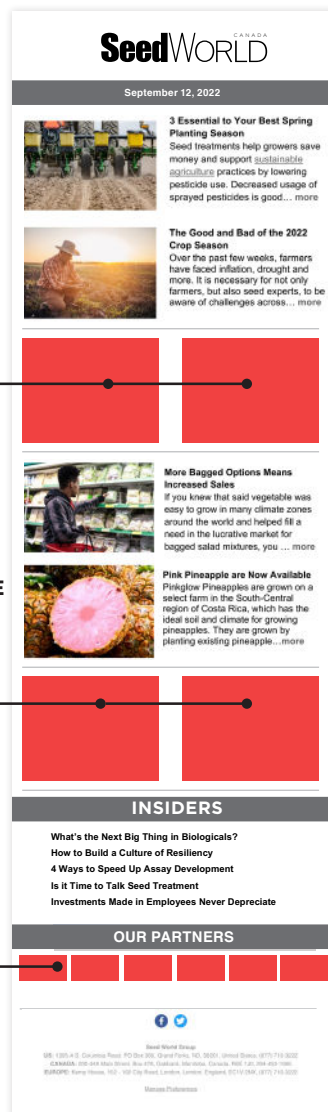 CANADA
SeedWORLD
September 12, 2022
3 Essential to Your Best Spring
Planting Season
Seed treatments help growers save
money and support sustainable
agriculture practices by lowering
pesticide use. Decreased usage of
sprayed pesticides is good... more
The Good and Bad of the 2022
Crop Season
Over the past few weeks, farmers
have faced inflation, drought and
more. It is necessary for not only
farmers, but also seed experts, to be
aware of challenges across... more
More Bagged Options Means
Increased Sales
If you knew that said vegetable was
easy to grow in many climate zones
around the world and helped fill a
need in the lucrative market for
bagged salad mixtures, you ... more
E
Pink Pineapple are Now Available
Pinkglow Pineapples are grown on a
select farm in the South-Central
region of Costa Rica, which has the
ideal soil and climate for growing
pineapples. They are grown by
planting existing pineapple...more
INSIDERS
What's the Next Big Thing in Biologicals?
How to Build a Culture of Resiliency
4 Ways to Speed Up Assay Development
Is it Time to Talk Seed Treatment
Investments Made in Employees Never Depreciate
OUR PARTNERS
Seed World Group
Manage Preferences